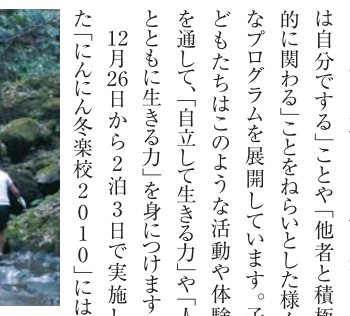 は自分でする」ことや「他者と積極
的に関わる」ことをねらいとした様
なプログラムを展開しています。子
どもたちはこのような活動や体験
を通して、「自立して生きる力」や「人
とともに生きる力」を身につけます
12月26日から2泊3日で実施し
た「にんにん冬楽校2010」には